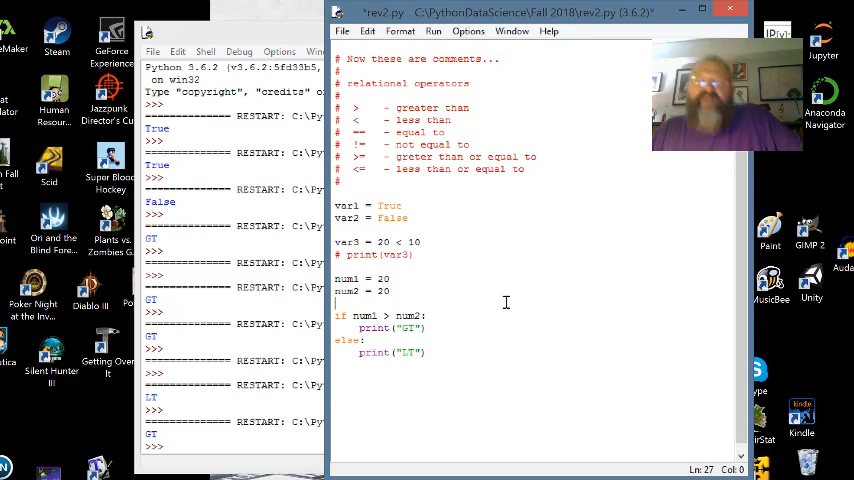 *rev2.py C:\PythonDataScience\Fall 2018\rev2.py (3.6.2)*
File Edit Format Run Options Window Help
# Now these are comments...
#
# relational operators
#
# > - greater than
# < - less than
# == - equal to
# != - not equal to
# >= - greter than or equal to
# <= - less than or equal to
#
var1 = True
var2 = False
var3 = 20 < 10
# print(var3)
num1 = 20
num2 = 20
if num1 > num2:
print("GT")
else:
print("LT")
Ln: 27 Col: 0
File Edit Shell Debug Options Win
Python 3.6.2 (v3.6.2:5fd33b5,
on win32
Type "copyright", "credits"
>>>
=============== RESTART: C:\Py
True
>>>
=============== RESTART: C:\Py
True
>>>
=============== RESTART: C:\Py
False
>>>
=============== RESTART: C:\Py
GT
>>>
=============== RESTART: C:\Py
>>>
=============== RESTART: C:\Py
GT
>>>
=============== RESTART: C:\Py
GT
>>>
=============== RESTART: C:\Py
>>>
=============== RESTART: C:\Py
LT
>>>
=============== RESTART: C:\Py
GT
>>>
eMaker
Steam
GeForce
Experience
Human
Resour...
Jazzpunk
Director's Cu
Scid
Super Blood
Hockey
Ori and the
Blind Fore...
Plants vs.
Zombies G...
Poker Night
at the Inv...
Diablo
Silent Hunter
III
Getting Over
It
IP[y]:
Jupyter
Anaconda
Navigator
Paint
GIMP 2
Audac
MusicBee
Unity
Kindle
kindle